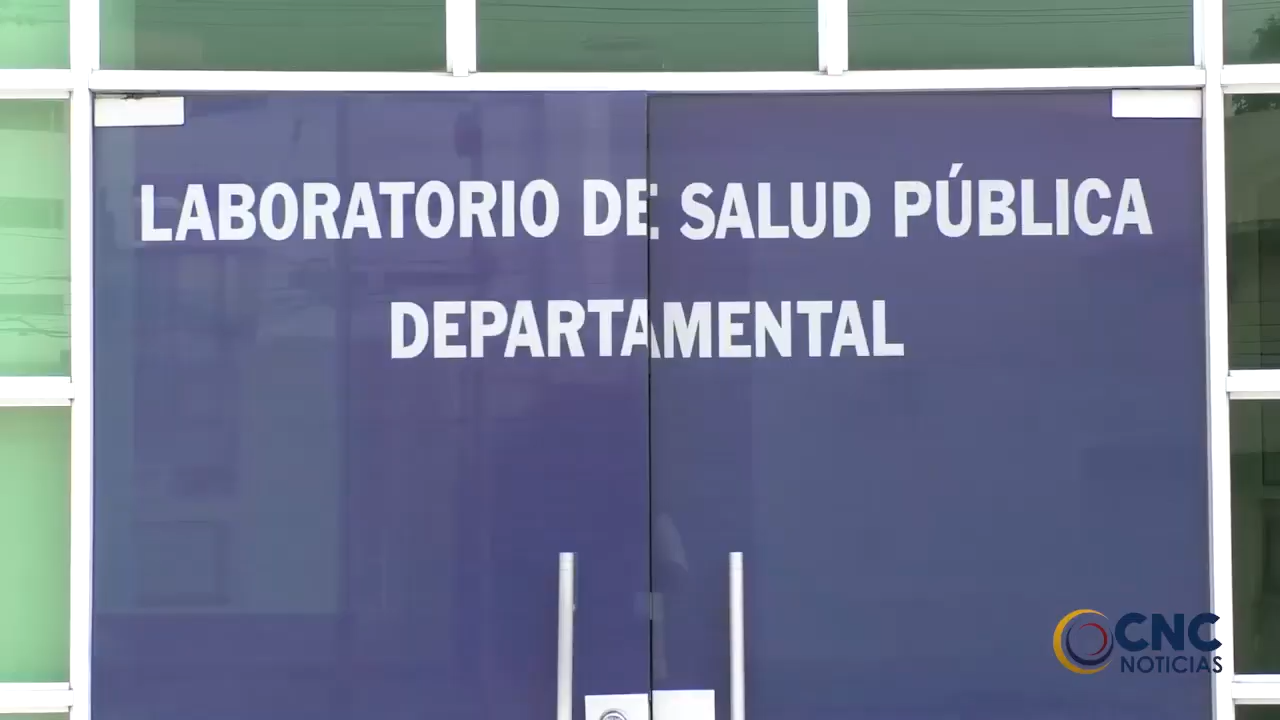 LABORATORIO DE SALUD PÚBLICA
DEPARTAMENTAL
CNC
NOTICIAS